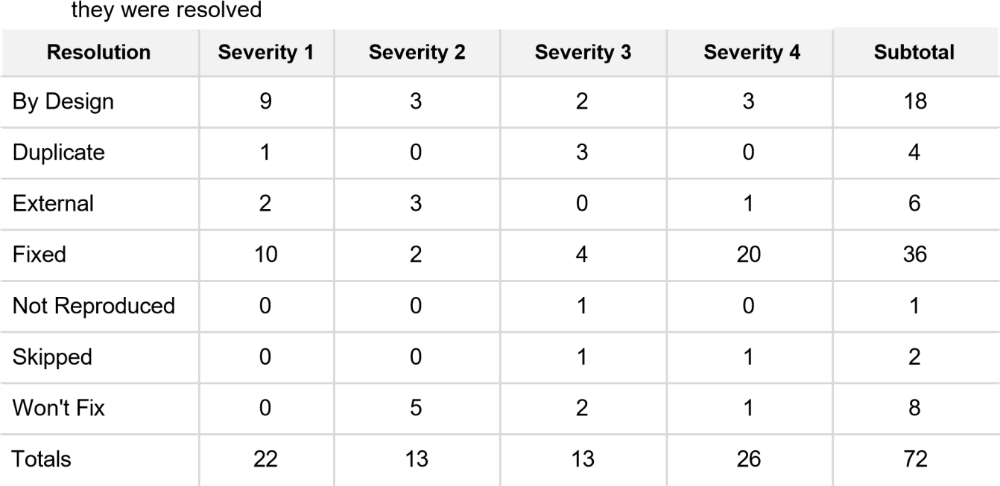 they were resolved
Resolution Severity 1 Severity 2 Severity 3 Severity 4 Subtotal
By Design 9 3 2 3 18
Duplicate 1 0 3 0 4
External 2 3 0 1 6
Fixed 10 2 4 20 36
Not Reproduced 0 0 1 0 1
Skipped 0 0 1 1 2
Won't Fix 0 5 2 1 8
Totals 22 13 13 26 72